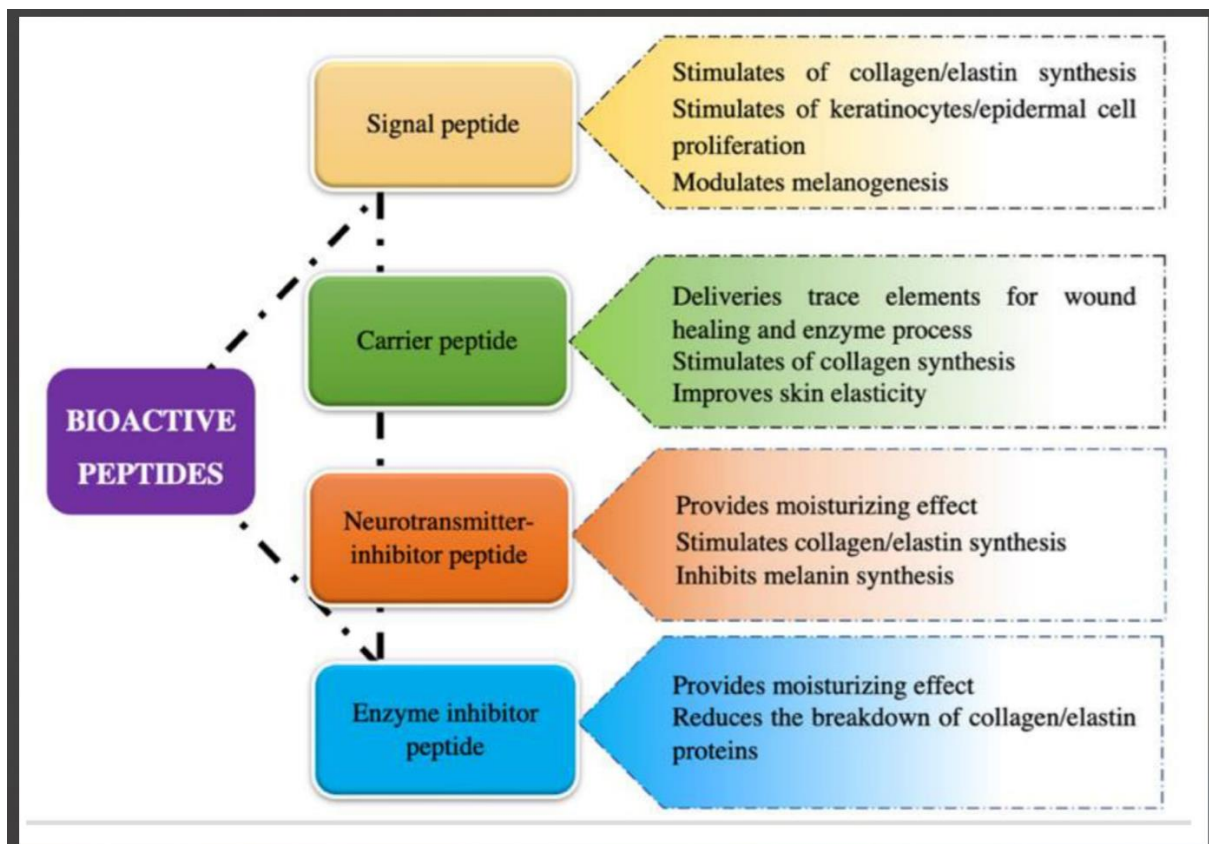 Signal peptide
Stimulates of collagen/elastin synthesis
Stimulates of keratinocytes/epidermal cell
proliferation
Modulates melanogenesis
Carrier peptide
Deliveries trace elements for wound
healing and enzyme process
Stimulates of collagen synthesis
Improves skin elasticity
BIOACTIVE
PEPTIDES
Neurotransmitter-
inhibitor peptide
Provides moisturizing effect
Stimulates collagen/elastin synthesis
Inhibits melanin synthesis
Enzyme inhibitor
peptide
Provides moisturizing effect
Reduces the breakdown of collagen/elastin
proteins